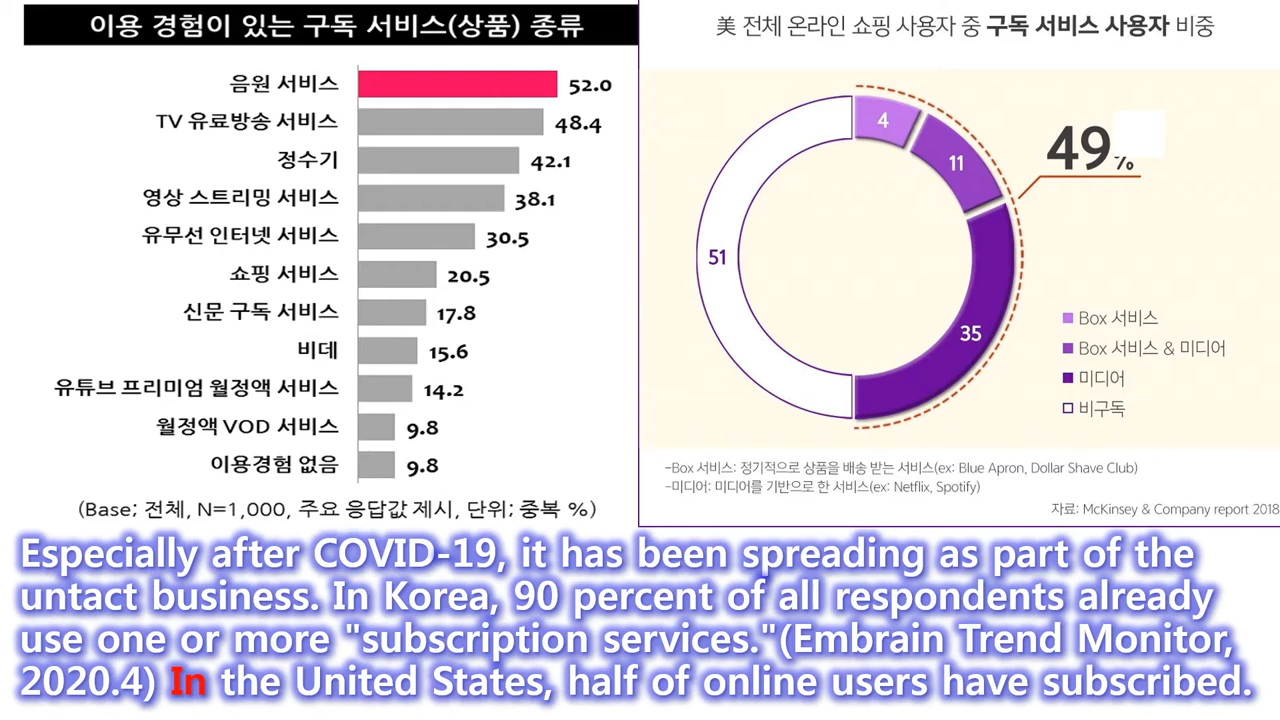 이용 경험이 있는 구독 서비스(상품) 종류
음원 서비스 52.0
TV 유료방송 서비스 48.4
정수기 42.1
영상 스트리밍 서비스 38.1
유무선 인터넷 서비스 30.5
쇼핑 서비스 20.5
신문 구독 서비스 17.8
비데 15.6
유튜브 프리미엄 월정액 서비스 14.2
월정액 VOD 서비스 9.8
이용경험 없음 9.8
(Base; 전체, N=1,000, 주요 응답값 제시, 단위; 중복 %)
美 전체 온라인 쇼핑 사용자 중 구독 서비스 사용자 비중
4
11
49%
51
35
Box 서비스
Box 서비스 & 미디어
미디어
비구독
-Box 서비스: 정기적으로 상품을 배송 받는 서비스(ex: Blue Apron, Dollar Shave Club)
-미디어: 미디어를 기반으로 한 서비스(ex: Netflix, Spotify)
자료: McKinsey & Company report 2018
Especially after COVID-19, it has been spreading as part of the
untact business. In Korea, 90 percent of all respondents already
use one or more "subscription services."(Embrain Trend Monitor,
2020.4) In the United States, half of online users have subscribed.